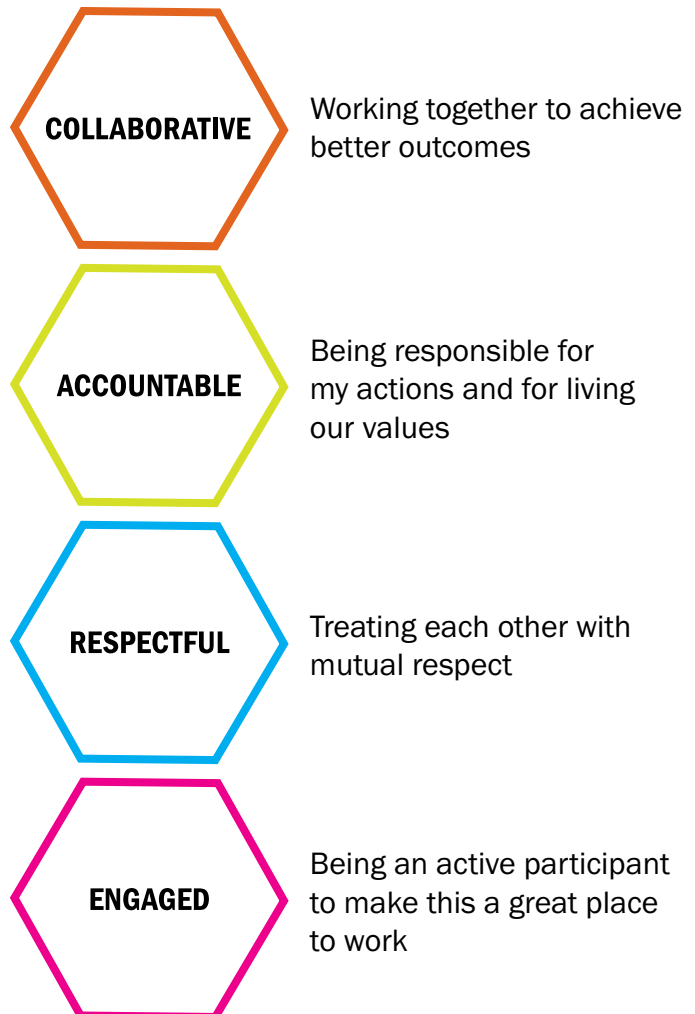 COLLABORATIVE
Working together to achieve
better outcomes
ACCOUNTABLE
Being responsible for
my actions and for living
our values
RESPECTFUL
Treating each other with
mutual respect
ENGAGED
Being an active participant
to make this a great place
to work